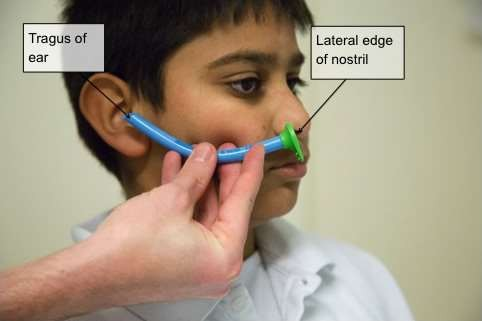 Tragus of
ear
Lateral edge
of nostril